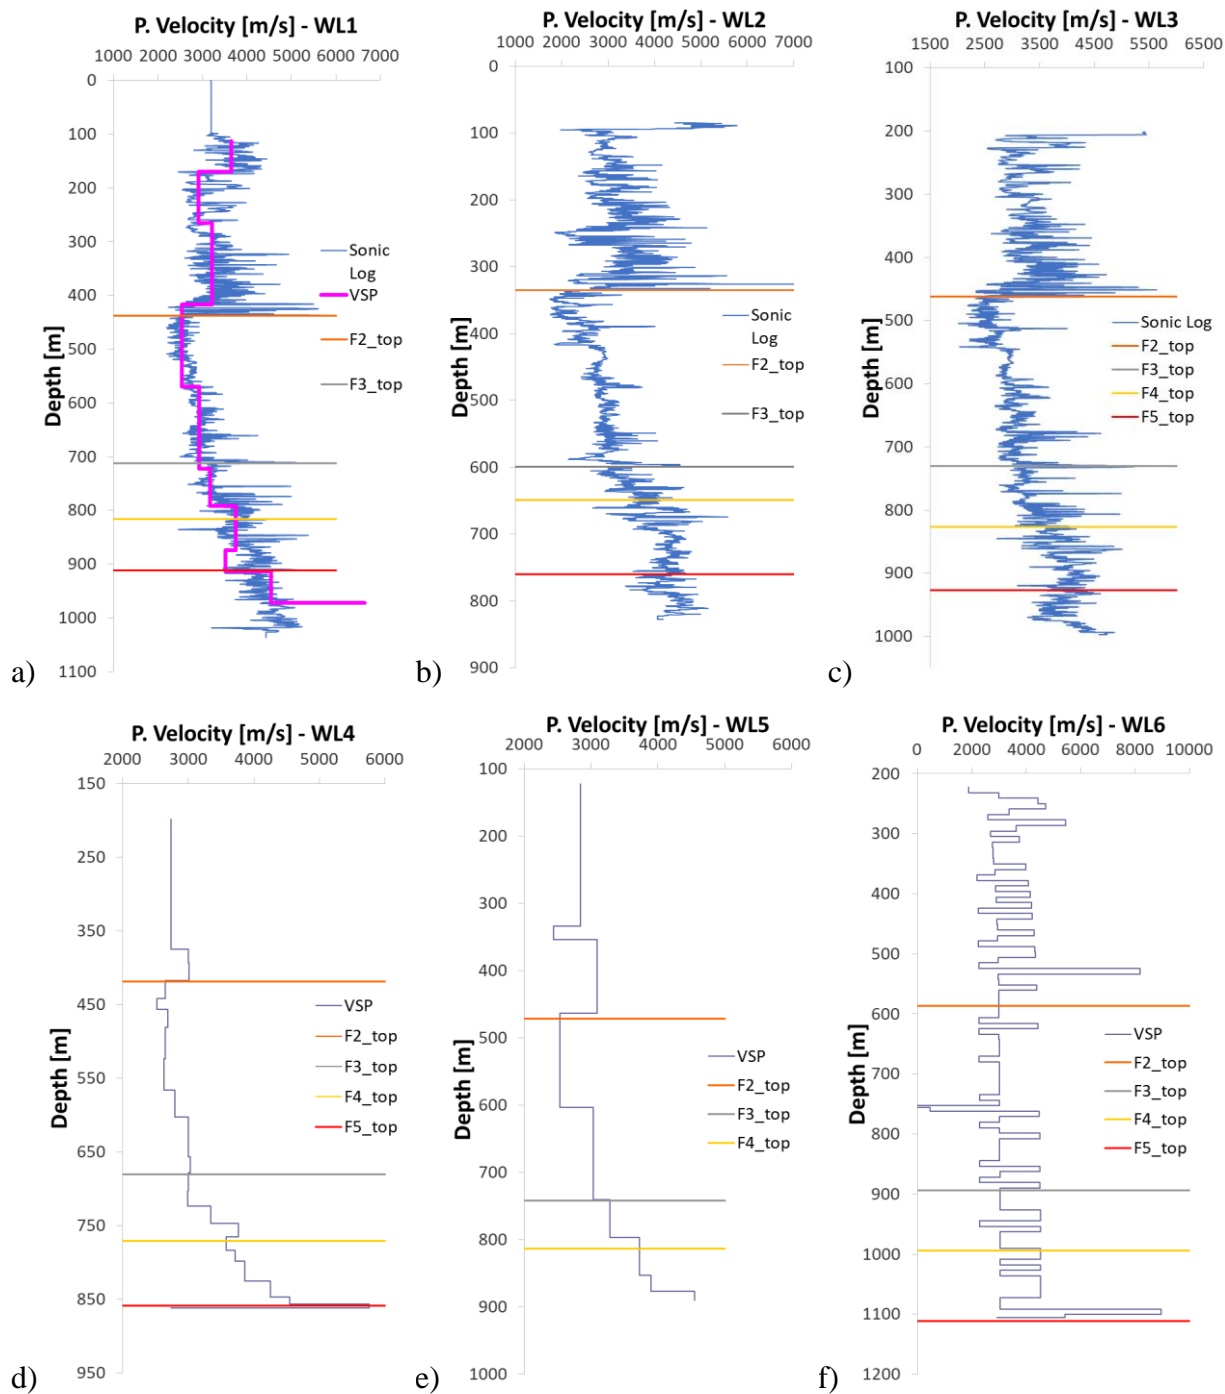 P. Velocity [m/s] - WL1
1000 2000 3000 4000 5000 6000 7000
0
100
200
300
400
500
600
700
800
900
1000
1100
Depth [m]
Sonic
Log
VSP
F2_top
F3_top
a)
P. Velocity [m/s] - WL2
1000 2000 3000 4000 5000 6000 7000
0
100
200
300
400
500
600
700
800
900
Depth [m]
Sonic
Log
F2_top
F3_top
b)
P. Velocity [m/s] - WL3
1500 2500 3500 4500 5500 6500
100
200
300
400
500
600
700
800
900
1000
Depth [m]
Sonic Log
F2_top
F3_top
F4_top
F5_top
c)
P. Velocity [m/s] - WL4
2000 3000 4000 5000 6000
150
250
350
450
550
650
750
850
950
Depth [m]
VSP
F2_top
F3_top
F4_top
F5_top
d)
P. Velocity [m/s] - WL5
2000 3000 4000 5000 6000
100
200
300
400
500
600
700
800
900
1000
Depth [m]
VSP
F2_top
F3_top
F4_top
e)
P. Velocity [m/s] - WL6
0 2000 4000 6000 8000 10000
200
300
400
500
600
700
800
900
1000
1100
1200
Depth [m]
VSP
F2_top
F3_top
F4_top
F5_top
f)